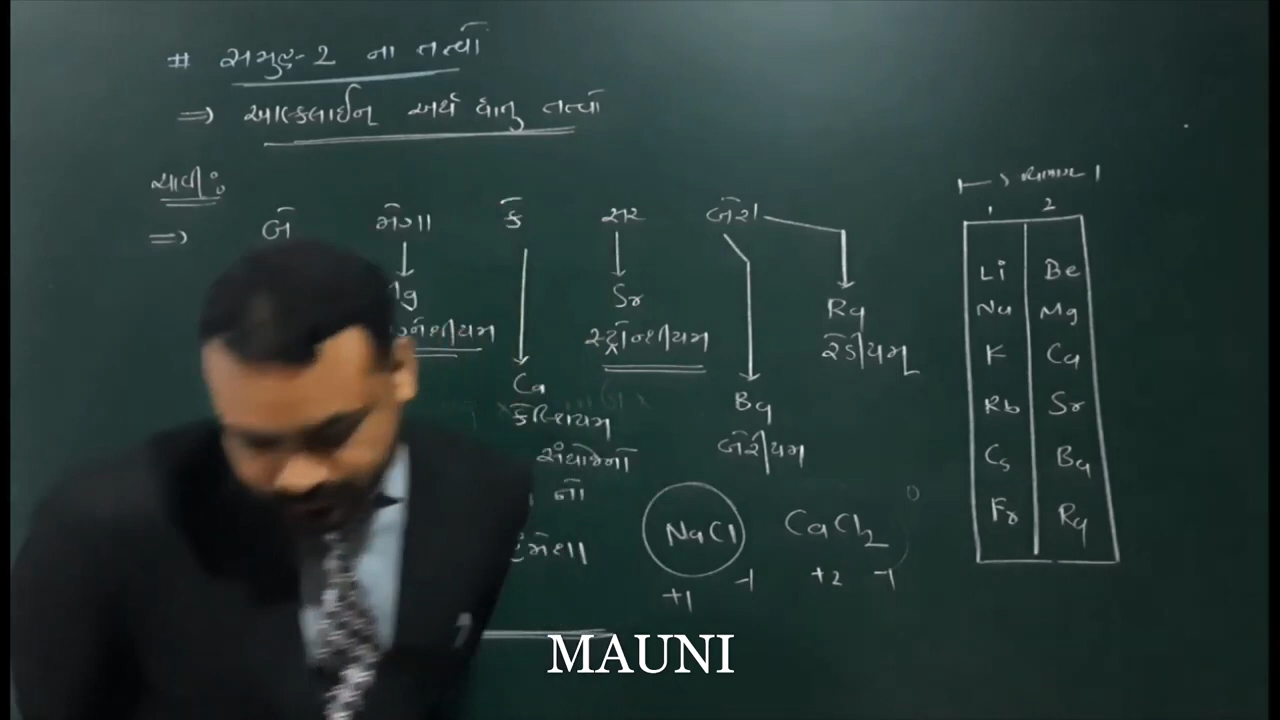 # સમુહ-2 ના તત્વો
⇒ આલ્કલાઈન અર્થ ધાતુ તત્વો
ચાવી:
⇒ બે મેગા કે સર બેરા
Sr Ra
સ્ટ્રોન્શીયમ રેડીયમ
Ca Ba
કેલ્શિયમ બેરીયમ
સંયોજનો
નો
હંમેશા
NaCl CaCl₂
+1 -1 +2 -1
1 2
Li Be
Na Mg
K Ca
Rb Sr
Cs Ba
Fr Ra
MAUNI